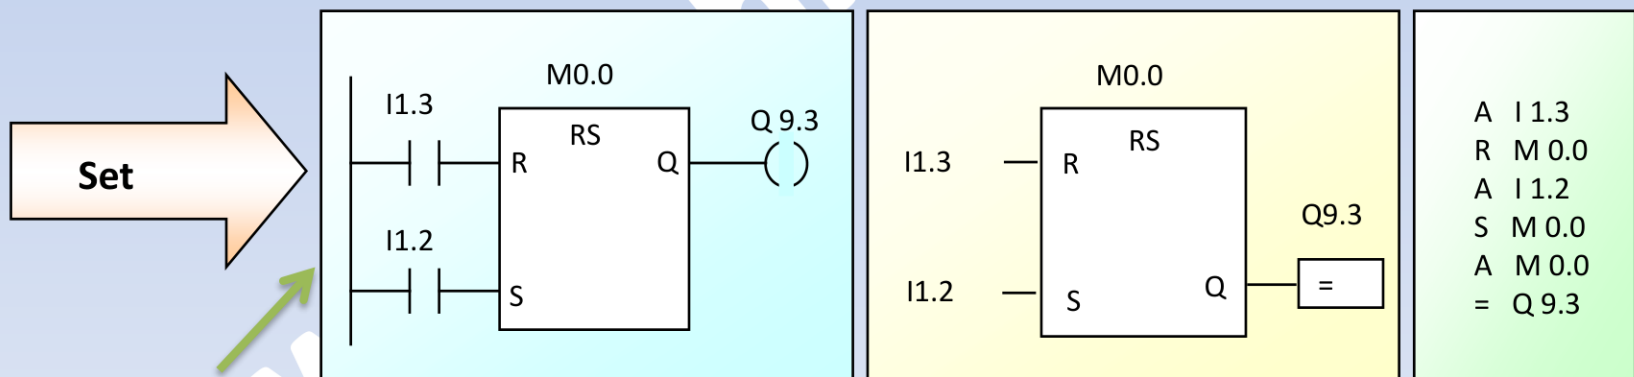 Set
M0.0
I1.3
RS
Q 9.3
R
Q
I1.2
S
M0.0
RS
I1.3
R
Q9.3
I1.2
S
Q
=
A I 1.3
R M 0.0
A I 1.2
S M 0.0
A M 0.0
= Q 9.3